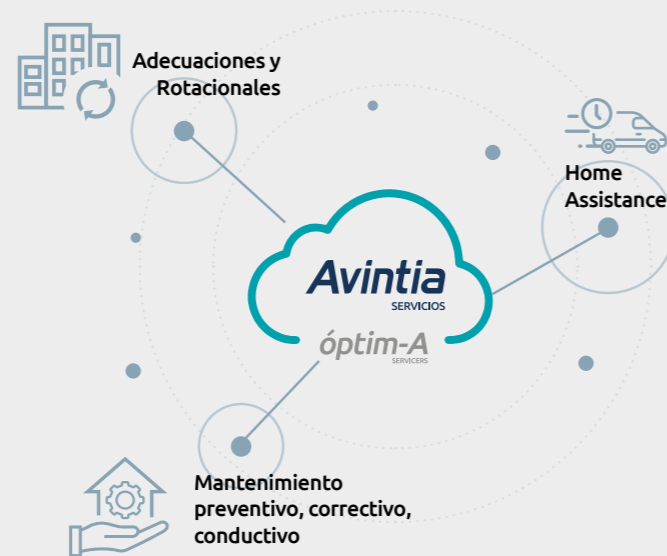 Adecuaciones y
Rotacionales
Home
Assistance
Avintia
SERVICIOS
óptim-A
SERVICERS
Mantenimiento
preventivo, correctivo,
conductivo